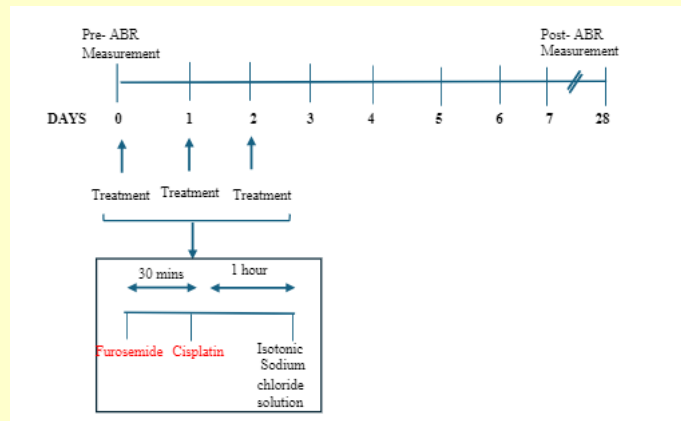 Pre- ABR
Measurement
Post- ABR
Measurement
DAYS 0 1 2 3 4 5 6 7 28
Treatment Treatment Treatment
30 mins 1 hour
Furosemide Cisplatin Isotonic
Sodium
chloride
solution